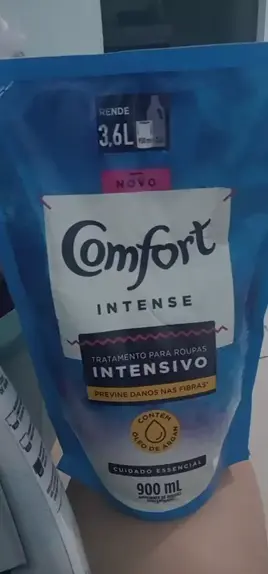 RENDE
3,6L
NOVO
Comfort
INTENSE
TRATAMENTO PARA ROUPAS
INTENSIVO
PREVINE DANOS NAS FIBRAS*
CONTÉM
ÓLEO DE ARGAN
CUIDADO ESSENCIAL
900 mL